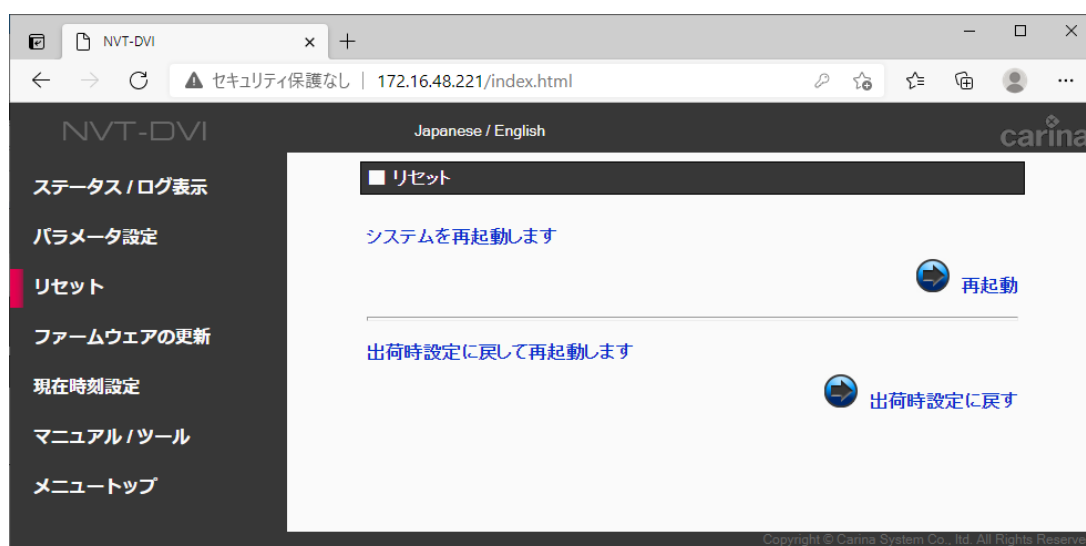 NVT-DVI
セキュリティ保護なし | 172.16.48.221/index.html
NVT-DVI
Japanese / English
carina
ステータス / ログ表示
パラメータ設定
リセット
ファームウェアの更新
現在時刻設定
マニュアル / ツール
メニュートップ
■ リセット
システムを再起動します
再起動
出荷時設定に戻して再起動します
出荷時設定に戻す
Copyright © Carina System Co., ltd. All Rights Reserve